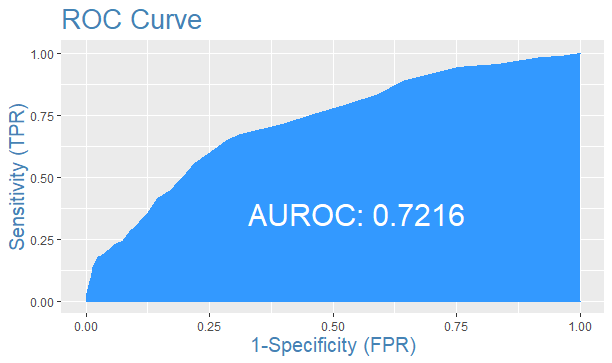 ROC Curve
1.00
0.75
0.50
0.25
0.00
Sensitivity (TPR)
AUROC: 0.7216
0.00
0.25
0.50
0.75
1.00
1-Specificity (FPR)